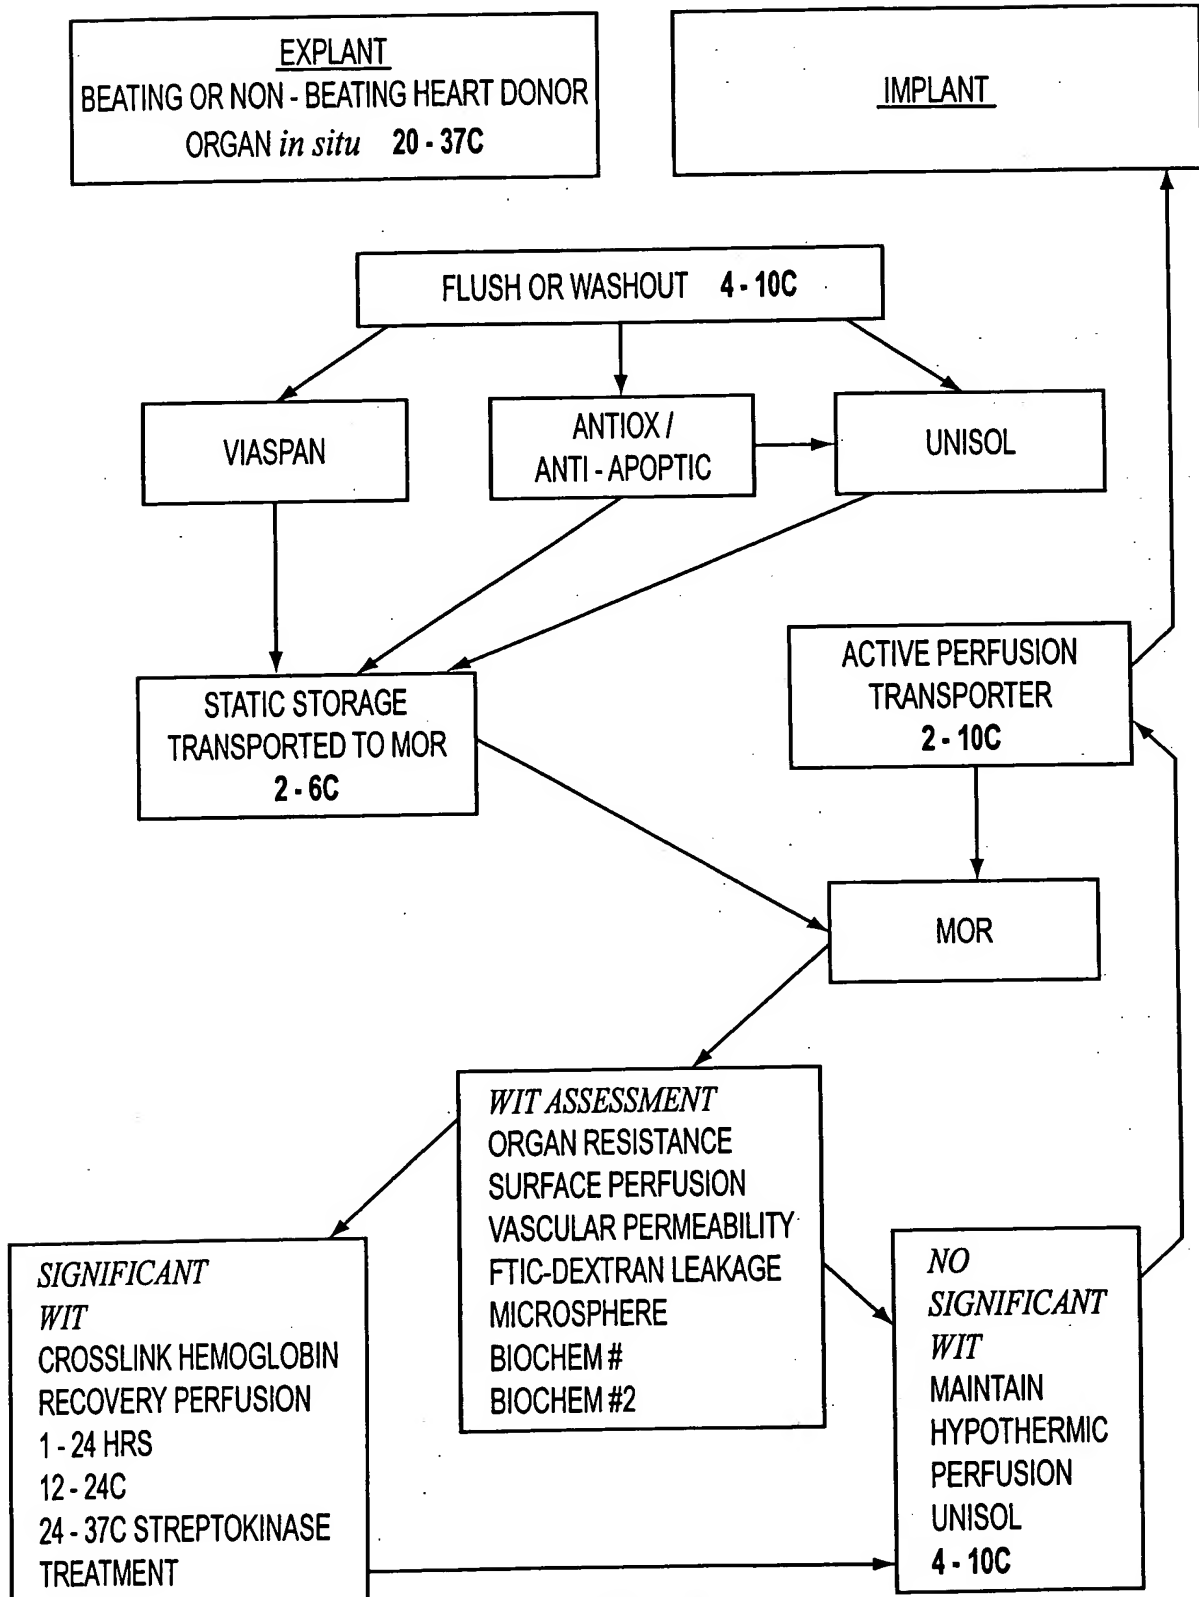 EXPLANT
BEATING OR NON - BEATING HEART DONOR
ORGAN in situ 20 - 37C
IMPLANT
FLUSH OR WASHOUT 4 - 10C
VIASPAN
ANTIOX /
ANTI - APOPTIC
UNISOL
STATIC STORAGE
TRANSPORTED TO MOR
2 - 6C
ACTIVE PERFUSION
TRANSPORTER
2 - 10C
MOR
WIT ASSESSMENT
ORGAN RESISTANCE
SURFACE PERFUSION
VASCULAR PERMEABILITY
FTIC-DEXTRAN LEAKAGE
MICROSPHERE
BIOCHEM #
BIOCHEM #2
SIGNIFICANT
WIT
CROSSLINK HEMOGLOBIN
RECOVERY PERFUSION
1 - 24 HRS
12 - 24C
24 - 37C STREPTOKINASE
TREATMENT
NO
SIGNIFICANT
WIT
MAINTAIN
HYPOTHERMIC
PERFUSION
UNISOL
4 - 10C